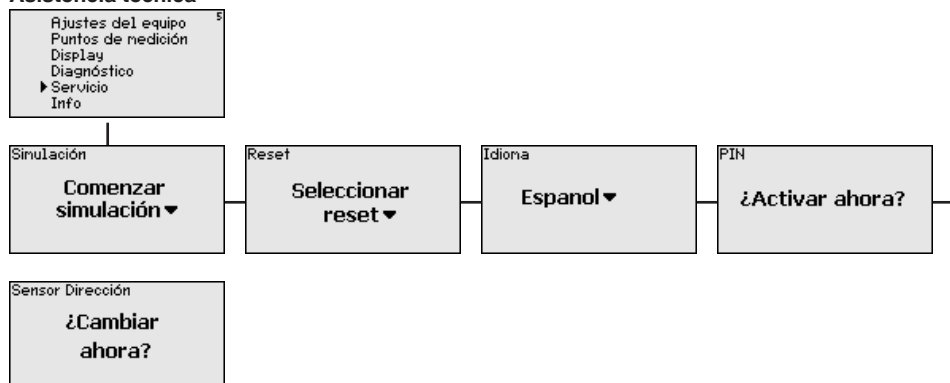 Asistencia técnica
Ajustes del equipo
5
Puntos de medición
Display
Diagnóstico
Servicio
Info
Simulación
Comenzar
simulación
Reset
Seleccionar
reset
Idioma
Espanol
PIN
¿Activar ahora?
Sensor Dirección
¿Cambiar
ahora?